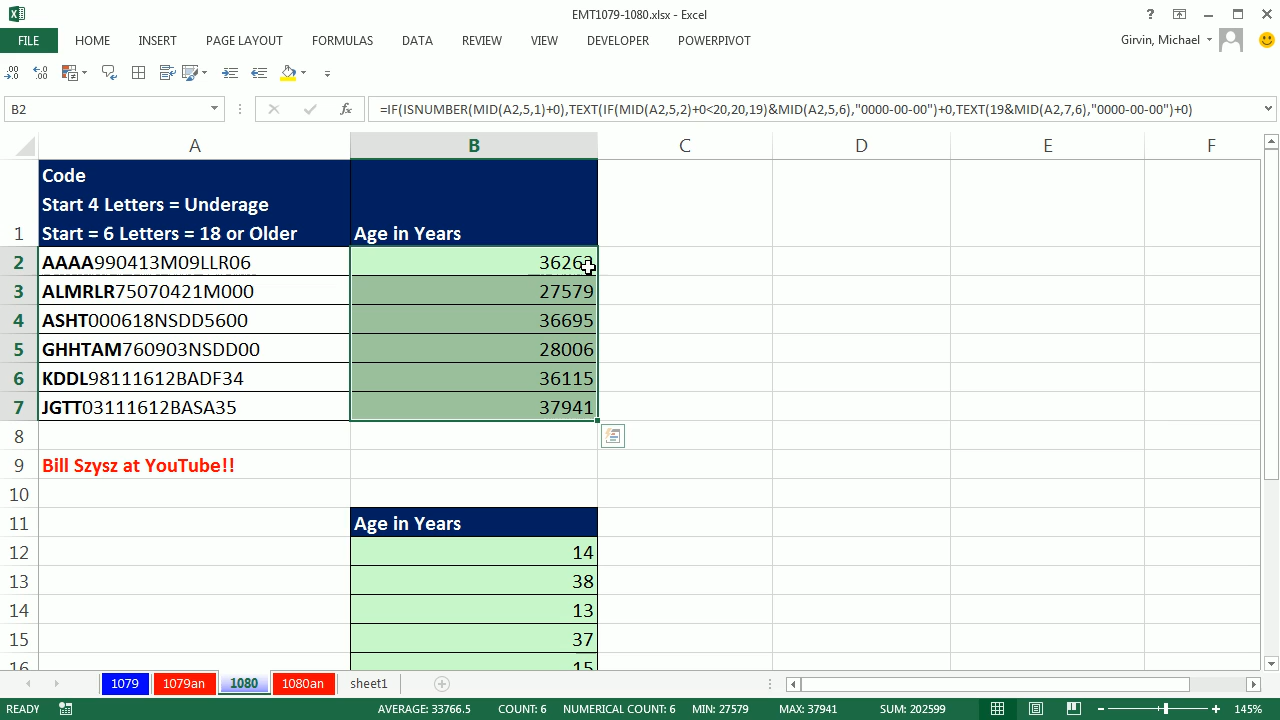 EMT1079-1080.xlsx - Excel
FILE HOME INSERT PAGE LAYOUT FORMULAS DATA REVIEW VIEW DEVELOPER POWERPIVOT Girvin, Michael
B2 fx =IF(ISNUMBER(MID(A2,5,1)+0),TEXT(IF(MID(A2,5,2)+0<20,20,19)&MID(A2,5,6),"0000-00-00")+0,TEXT(19&MID(A2,7,6),"0000-00-00")+0)
A B C D E F
Code
Start 4 Letters = Underage
1 Start = 6 Letters = 18 or Older Age in Years
2 AAAA990413M09LLR06 36263
3 ALMRLR75070421M000 27579
4 ASHT000618NSDD5600 36695
5 GHHTAM760903NSDD00 28006
6 KDDL98111612BADF34 36115
7 JGTT03111612BASA35 37941
8
9 Bill Szysz at YouTube!!
10
11 Age in Years
12 14
13 38
14 13
15 37
16 15
1079 1079an 1080 1080an sheet1
READY AVERAGE: 33766.5 COUNT: 6 NUMERICAL COUNT: 6 MIN: 27579 MAX: 37941 SUM: 202599 145%